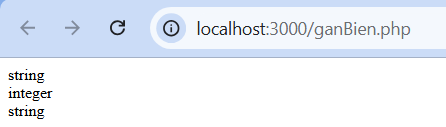 localhost:3000/ganBien.php
string
integer
string